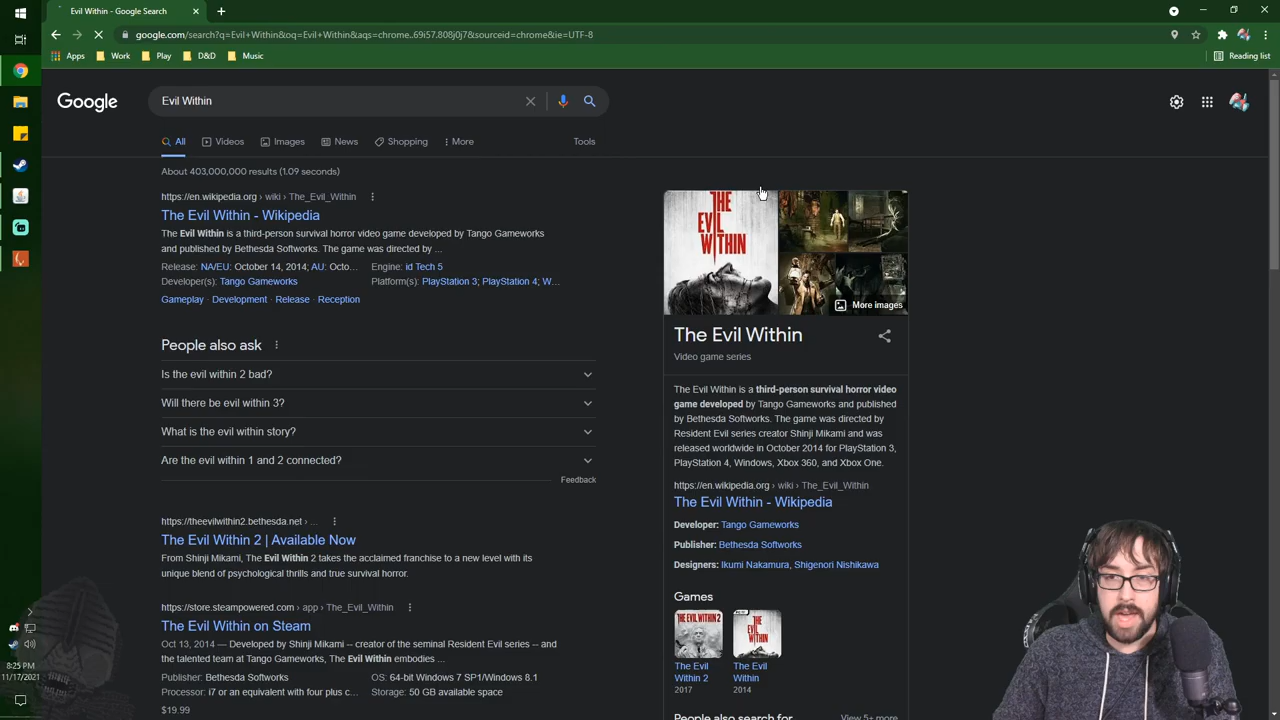 Evil Within - Google Search
google.com/search?q=Evil+Within&oq=Evil+Within&aqs=chrome..69i57.808j0j7&sourceid=chrome&ie=UTF-8
Apps Work Play D&D Music Reading list
Google
Evil Within
All Videos Images News Shopping More Tools
About 403,000,000 results (1.09 seconds)
https://en.wikipedia.org › wiki › The_Evil_Within
The Evil Within - Wikipedia
The Evil Within is a third-person survival horror video game developed by Tango Gameworks
and published by Bethesda Softworks. The game was directed by ...
Release: NA/EU: October 14, 2014; AU: Octo... Engine: id Tech 5
Developer(s): Tango Gameworks Platform(s): PlayStation 3; PlayStation 4; W...
Gameplay · Development · Release · Reception
People also ask
Is the evil within 2 bad?
Will there be evil within 3?
What is the evil within story?
Are the evil within 1 and 2 connected?
Feedback
https://theevilwithin2.bethesda.net › ...
The Evil Within 2 | Available Now
From Shinji Mikami, The Evil Within 2 takes the acclaimed franchise to a new level with its
unique blend of psychological thrills and true survival horror.
https://store.steampowered.com › app › The_Evil_Within
The Evil Within on Steam
Oct 13, 2014 — Developed by Shinji Mikami -- creator of the seminal Resident Evil series -- and
the talented team at Tango Gameworks, The Evil Within embodies ...
Publisher: Bethesda Softworks OS: 64-bit Windows 7 SP1/Windows 8.1
Processor: i7 or an equivalent with four plus c... Storage: 50 GB available space
$19.99
THE
EVIL
WITHIN
More images
The Evil Within
Video game series
The Evil Within is a third-person survival horror video
game developed by Tango Gameworks and published
by Bethesda Softworks. The game was directed by
Resident Evil series creator Shinji Mikami and was
released worldwide in October 2014 for PlayStation 3,
PlayStation 4, Windows, Xbox 360, and Xbox One.
https://en.wikipedia.org › wiki › The_Evil_Within
The Evil Within - Wikipedia
Developer: Tango Gameworks
Publisher: Bethesda Softworks
Designers: Ikumi Nakamura, Shigenori Nishikawa
Games
THE EVIL WITHIN 2
THE
EVIL
WITHIN
The Evil
Within 2
2017
The Evil
Within
2014
People also search for View 5+ more
8:25 PM
11/17/2021